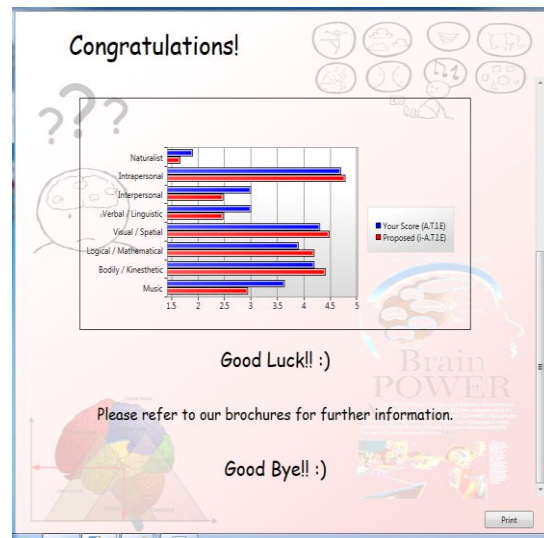 Congratulations!
???
Naturalist
Intrapersonal
Interpersonal
Verbal / Linguistic
Visual / Spatial
Logical / Mathematical
Bodily / Kinesthetic
Music
1.5 2 2.5 3 3.5 4 4.5 5
Your Score (A.T.I.E)
Proposed (i-A.T.I.E)
Good Luck!! :)
Brain
POWER
Please refer to our brochures for further information.
Good Bye!! :)
Print